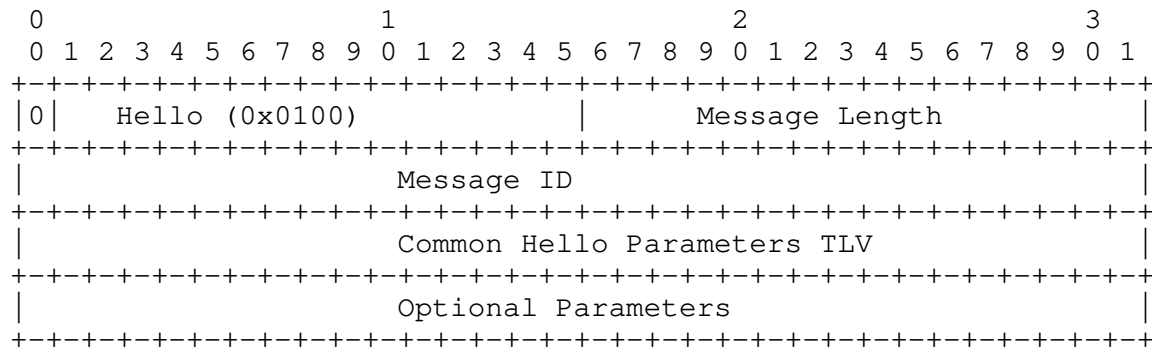 0                   1                   2                   3
 0 1 2 3 4 5 6 7 8 9 0 1 2 3 4 5 6 7 8 9 0 1 2 3 4 5 6 7 8 9 0 1
+-+-+-+-+-+-+-+-+-+-+-+-+-+-+-+-+-+-+-+-+-+-+-+-+-+-+-+-+-+-+-+-+
|0|   Hello (0x0100)            |      Message Length           |
+-+-+-+-+-+-+-+-+-+-+-+-+-+-+-+-+-+-+-+-+-+-+-+-+-+-+-+-+-+-+-+-+
|                     Message ID                                |
+-+-+-+-+-+-+-+-+-+-+-+-+-+-+-+-+-+-+-+-+-+-+-+-+-+-+-+-+-+-+-+-+
|                     Common Hello Parameters TLV               |
+-+-+-+-+-+-+-+-+-+-+-+-+-+-+-+-+-+-+-+-+-+-+-+-+-+-+-+-+-+-+-+-+
|                     Optional Parameters                       |
+-+-+-+-+-+-+-+-+-+-+-+-+-+-+-+-+-+-+-+-+-+-+-+-+-+-+-+-+-+-+-+-+